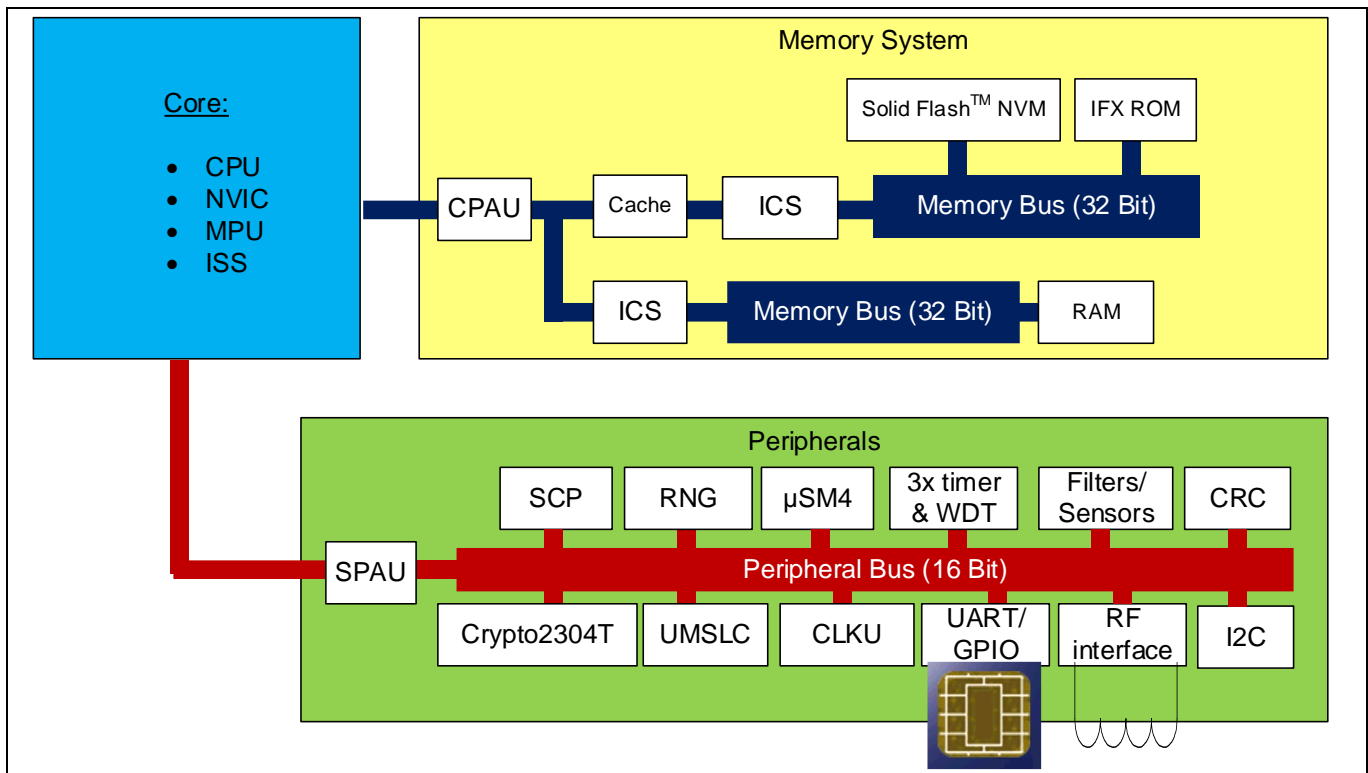 Core:
• CPU
• NVIC
• MPU
• ISS
Memory System
Solid Flash™ NVM
IFX ROM
CPAU
Cache
ICS
Memory Bus (32 Bit)
ICS
Memory Bus (32 Bit)
RAM
Peripherals
SCP
RNG
µSM4
3x timer
& WDT
Filters/
Sensors
CRC
SPAU
Peripheral Bus (16 Bit)
Crypto2304T
UMSLC
CLKU
UART/
GPIO
RF
interface
I2C